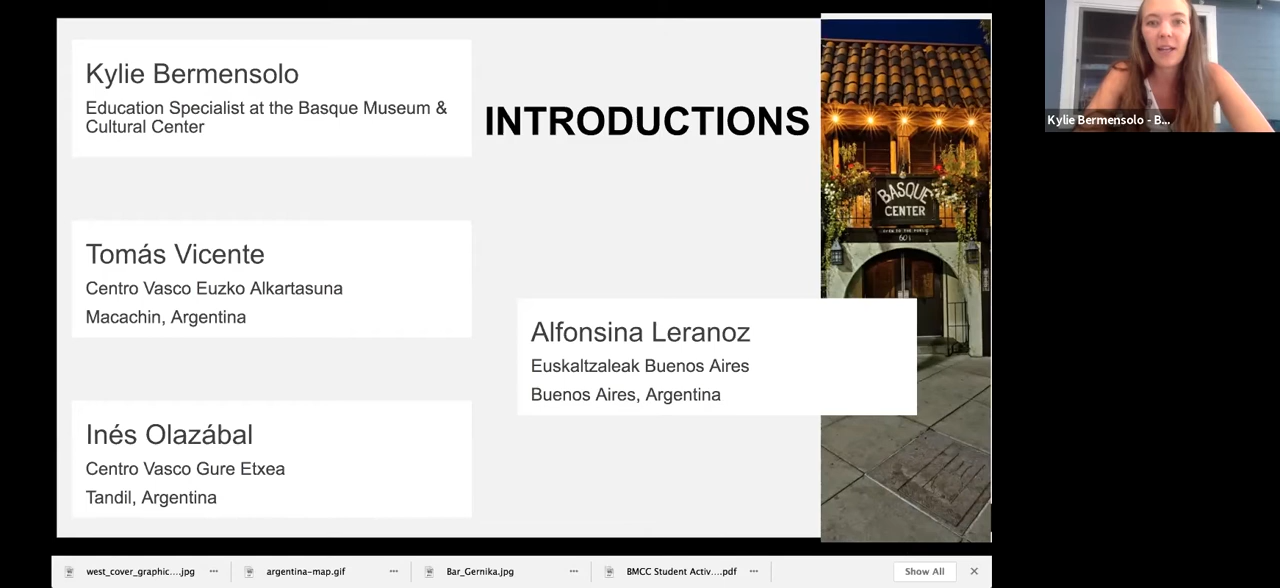 Kylie Bermensolo
Education Specialist at the Basque Museum &
Cultural Center
INTRODUCTIONS
Tomás Vicente
Centro Vasco Euzko Alkartasuna
Macachin, Argentina
Alfonsina Leranoz
Euskaltzaleak Buenos Aires
Buenos Aires, Argentina
Inés Olazábal
Centro Vasco Gure Etxea
Tandil, Argentina
BASQUE
CENTER
601
Kylie Bermensolo - B...
west_cover_graphic....jpg
argentina-map.gif
Bar_Gernika.jpg
BMCC Student Activ....pdf
Show All